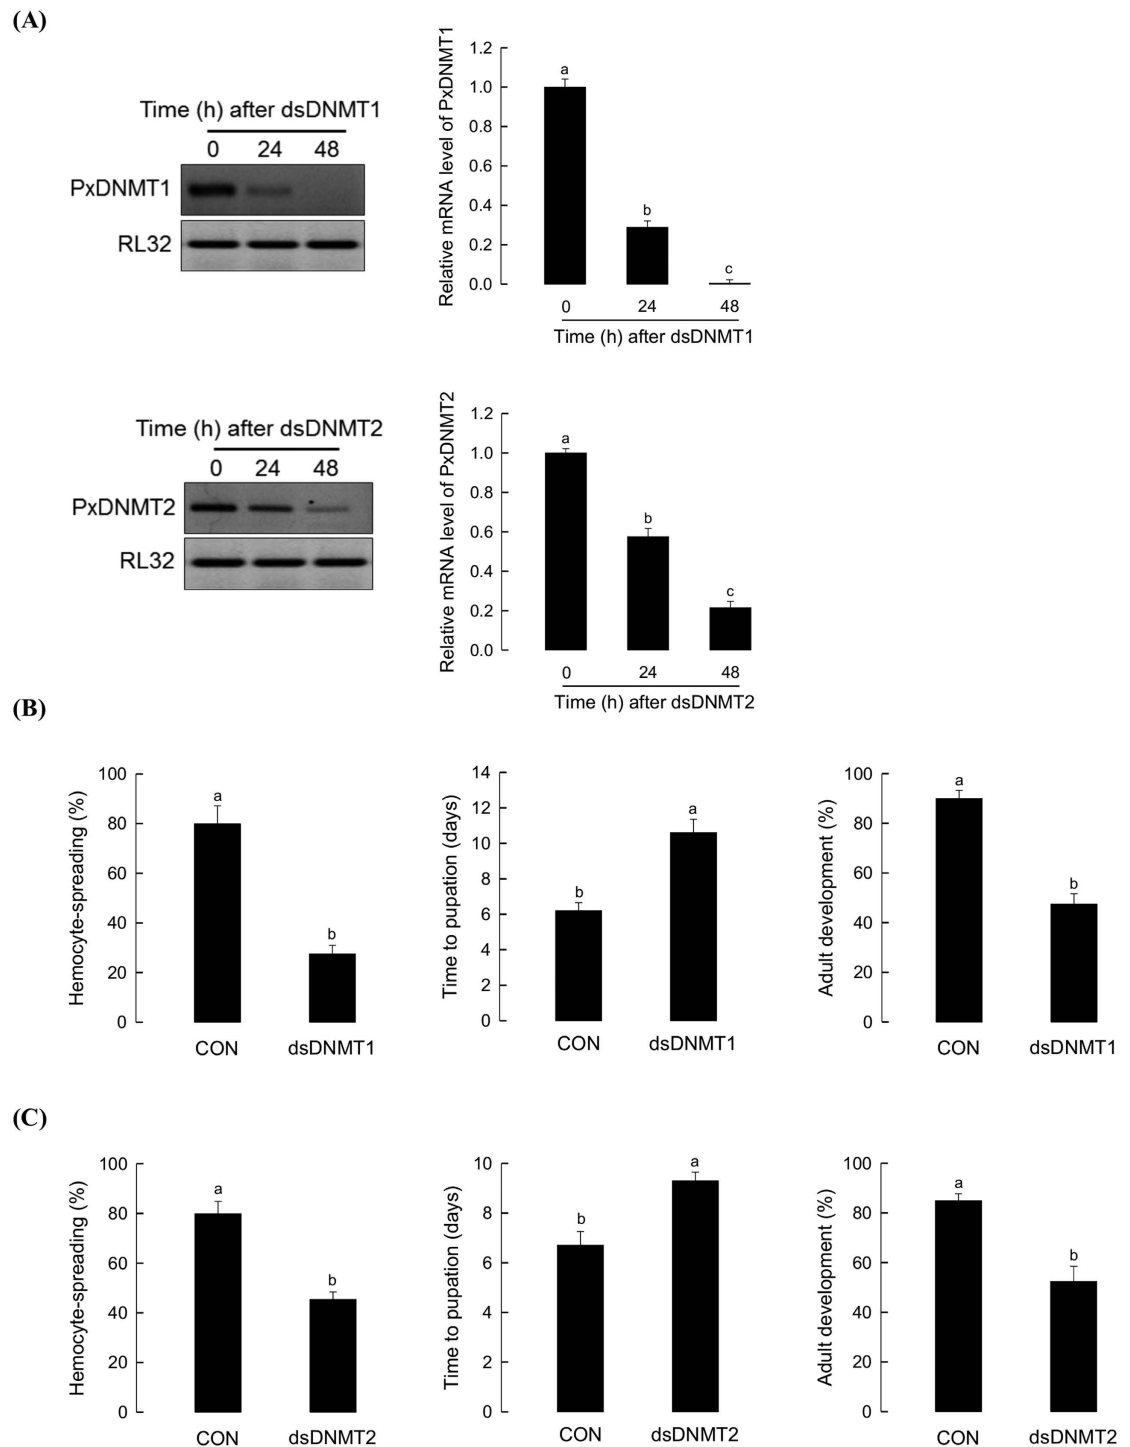 (A)
Time (h) after dsDNMT1
0 24 48
PxDNMT1
RL32
Relative mRNA level of PxDNMT1
1.2
1.0
0.8
0.6
0.4
0.2
0.0
a
b
c
0 24 48
Time (h) after dsDNMT1
Time (h) after dsDNMT2
0 24 48
PxDNMT2
RL32
Relative mRNA level of PxDNMT2
1.2
1.0
0.8
0.6
0.4
0.2
0.0
a
b
c
0 24 48
Time (h) after dsDNMT2
(B)
Hemocyte-spreading (%)
100
80
60
40
20
0
a
b
CON dsDNMT1
Time to pupation (days)
14
12
10
8
6
4
2
0
b
a
CON dsDNMT1
Adult development (%)
100
80
60
40
20
0
a
b
CON dsDNMT1
(C)
Hemocyte-spreading (%)
100
80
60
40
20
0
a
b
CON dsDNMT2
Time to pupation (days)
10
8
6
4
2
0
b
a
CON dsDNMT2
Adult development (%)
100
80
60
40
20
0
a
b
CON dsDNMT2